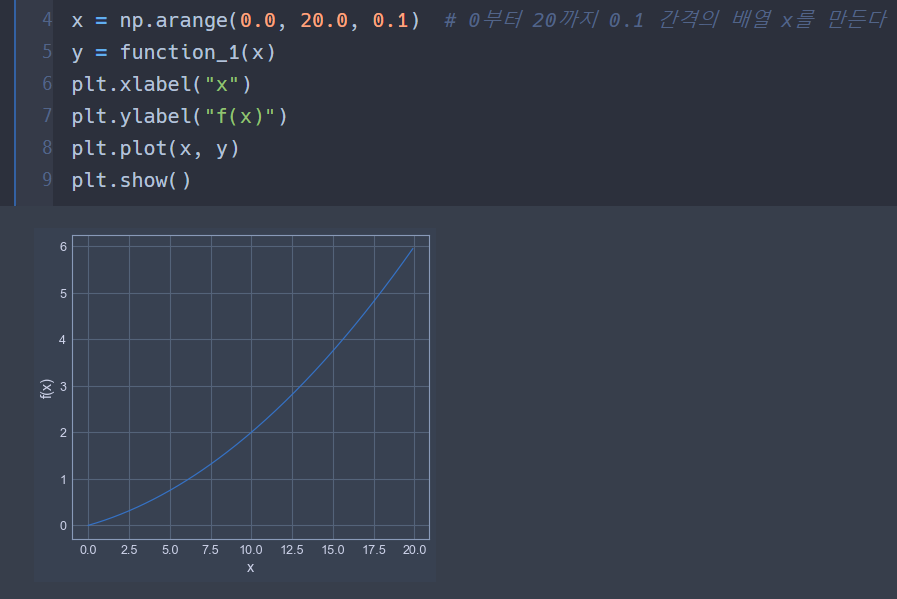 4 x = np.arange(0.0, 20.0, 0.1)  # 0부터 20까지 0.1 간격의 배열 x를 만든다
5 y = function_1(x)
6 plt.xlabel("x")
7 plt.ylabel("f(x)")
8 plt.plot(x, y)
9 plt.show()
6
5
4
f(x) 3
2
1
0
0.0 2.5 5.0 7.5 10.0 12.5 15.0 17.5 20.0
x